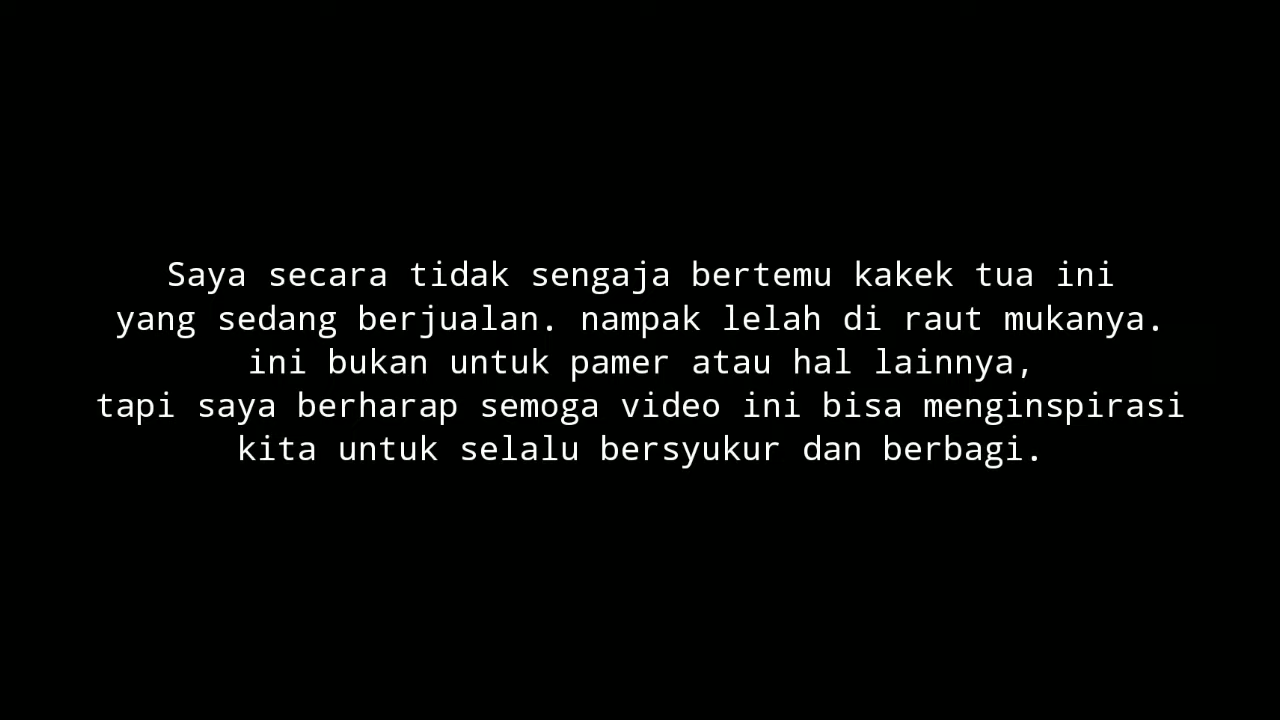 Saya secara tidak sengaja bertemu kakek tua ini
yang sedang berjualan. nampak lelah di raut mukanya.
ini bukan untuk pamer atau hal lainnya,
tapi saya berharap semoga video ini bisa menginspirasi
kita untuk selalu bersyukur dan berbagi.